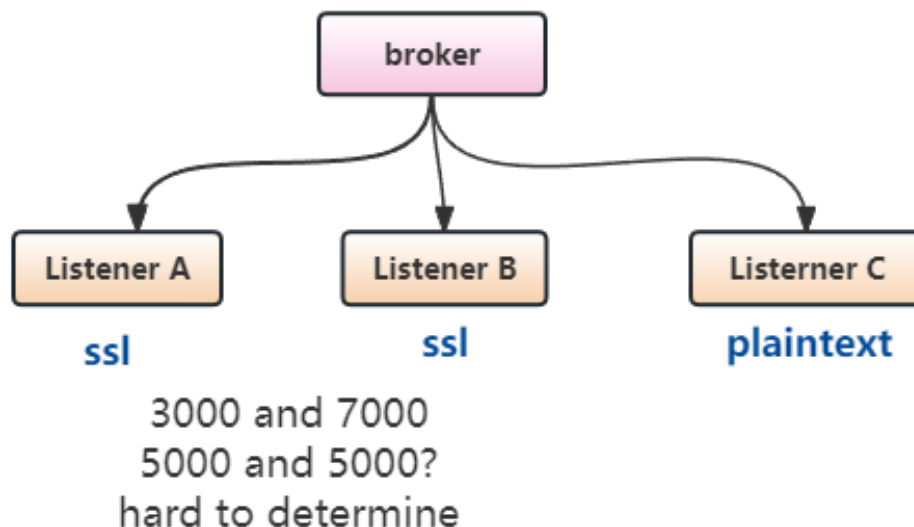 broker
Listener A
Listener B
Listerner C
ssl
ssl
plaintext
3000 and 7000
5000 and 5000?
hard to determine